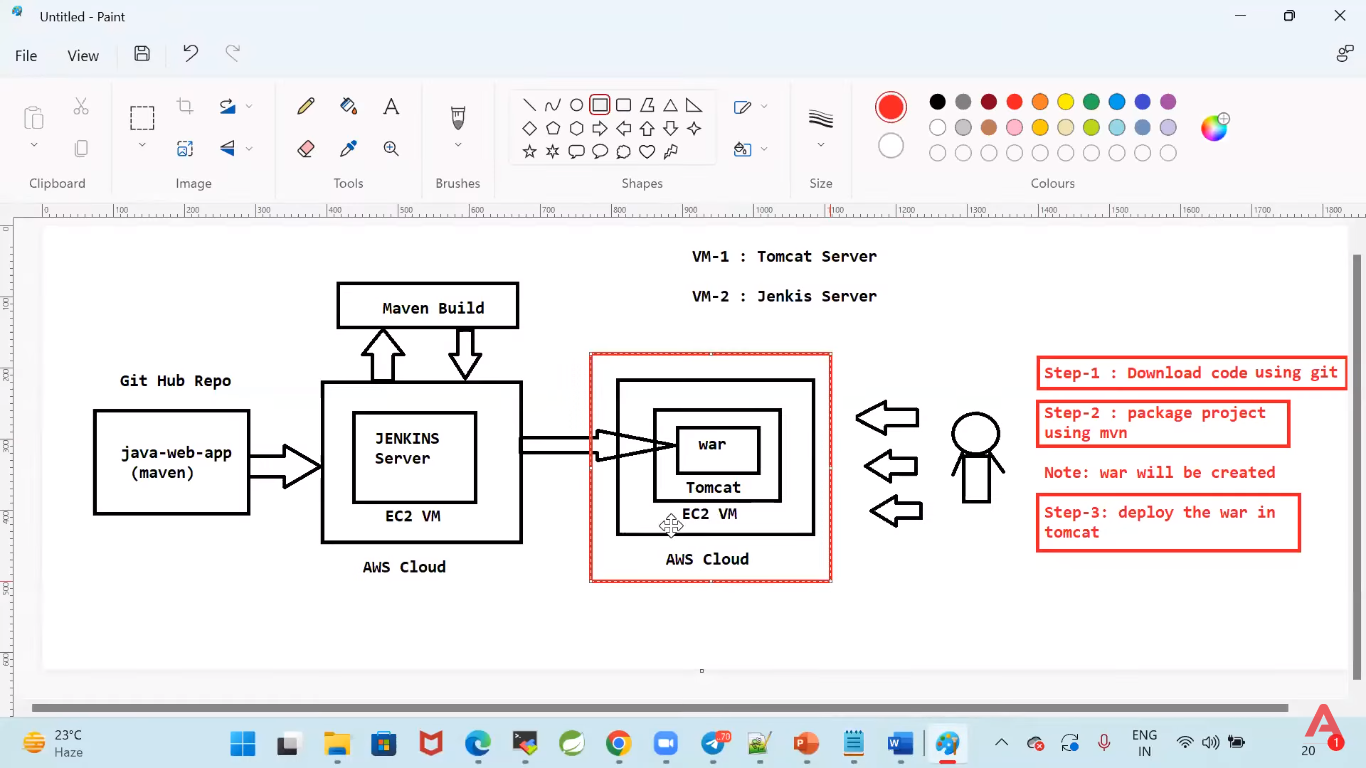 Untitled - Paint
File
View
Clipboard
Image
Tools
Brushes
Shapes
Size
Colours
0 100 200 300 400 500 600 700 800 900 1000 1100 1200 1300 1400 1500 1600 1700 1800
VM-1 : Tomcat Server
VM-2 : Jenkis Server
Maven Build
Git Hub Repo
java-web-app
(maven)
JENKINS
Server
EC2 VM
AWS Cloud
war
Tomcat
EC2 VM
AWS Cloud
Step-1 : Download code using git
Step-2 : package project
using mvn
Note: war will be created
Step-3: deploy the war in
tomcat
23°C
Haze
.70
W
P
W
ENG
IN
20
1